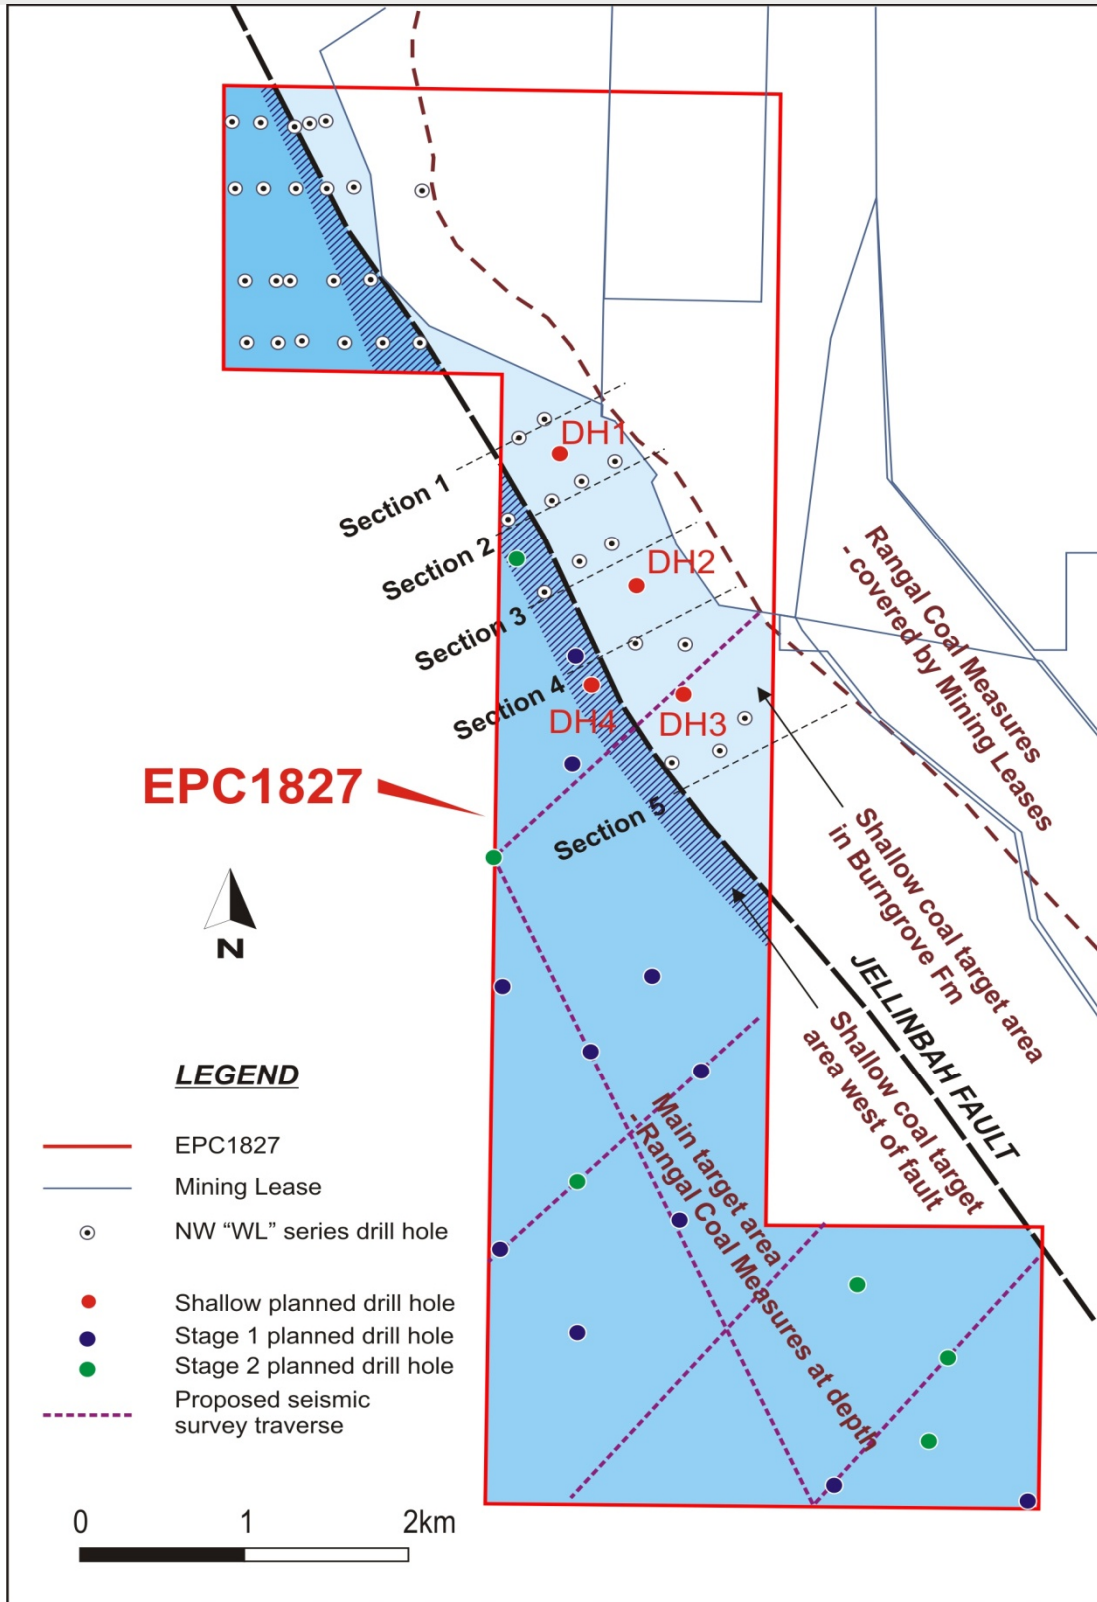 DH1
Section 1
Section 2
DH2
Section 3
Section 4
DH4
DH3
Section 5
EPC1827
N
Rangal Coal Measures
- covered by Mining Leases
Shallow coal target area
in Burngrove Fm
JELLINBAH FAULT
Shallow coal target
area west of fault
Main target area
- Rangal Coal Measures at depth
LEGEND
EPC1827
Mining Lease
NW “WL” series drill hole
Shallow planned drill hole
Stage 1 planned drill hole
Stage 2 planned drill hole
Proposed seismic
survey traverse
0 1 2km